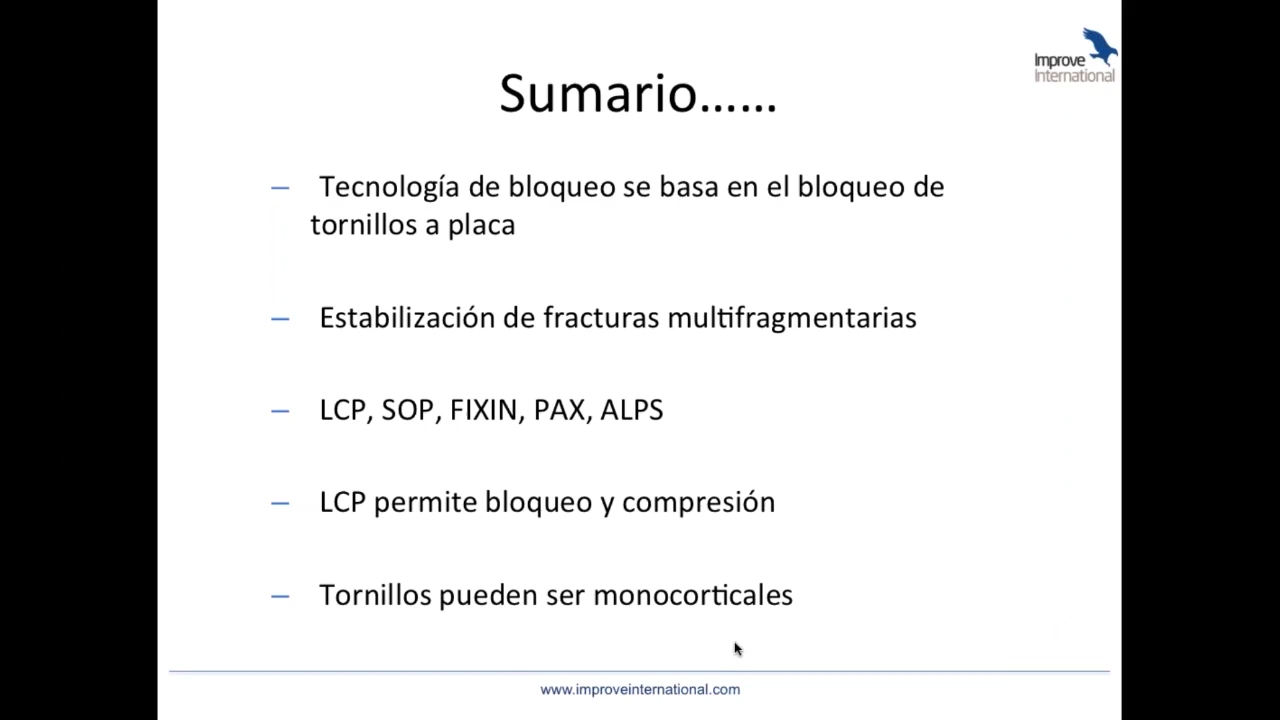 Improve
International
Sumario......
– Tecnología de bloqueo se basa en el bloqueo de
tornillos a placa
– Estabilización de fracturas multifragmentarias
– LCP, SOP, FIXIN, PAX, ALPS
– LCP permite bloqueo y compresión
– Tornillos pueden ser monocorticales
www.improveinternational.com